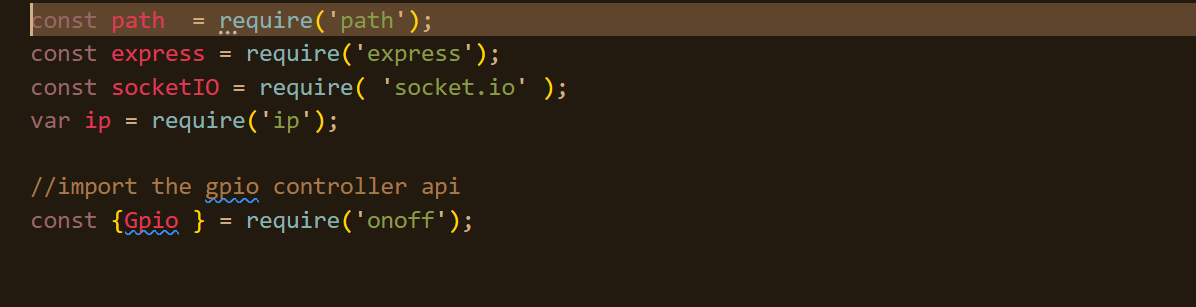 const path  = require('path');
const express = require('express');
const socketIO = require( 'socket.io' );
var ip = require('ip');
//import the gpio controller api
const {Gpio } = require('onoff');